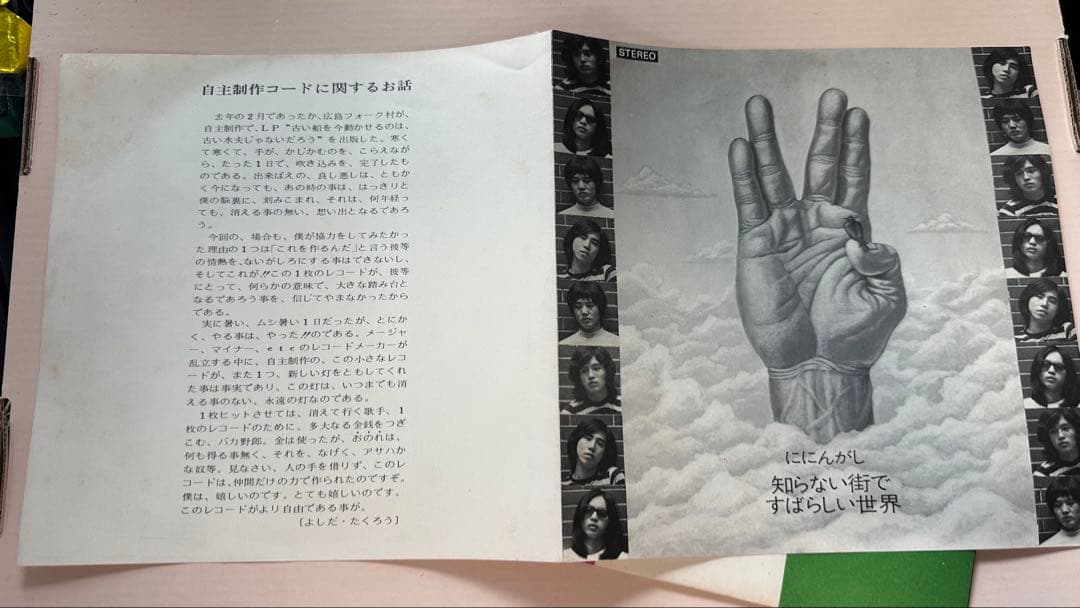 自主制作コードに関するお話
去年の2月であったか、広島フォーク村が、
自主制作で、LP“古い船を今動かせるのは、
古い水夫じゃないだろう”を出版した。寒く
て寒くて、手が、かじかむのを、こらえなが
ら、たった1日で、吹き込みを、完了したも
のである。出来ばえの、良し悪しは、ともか
く今になっても、あの時の事は、はっきりと
僕の脳裏に、刻みこまれ、それは、何年経っ
ても、消える事の無い、想い出となるであろ
う。
今回の、場合も、僕が協力をしてみたかっ
た理由の1つは「これを作るんだ」と言う彼等
の情熱を、ないがしろにする事はできないし、
そしてこれが!!この1枚のレコードが、彼等
にとって、何らかの意味で、大きな踏み台と
なるであろう事を、信じてやまなかったから
である。
実に暑い、ムシ暑い1日だったが、とにか
く、やる事は、やった!!のである。メージャ
ー、マイナー、etcのレコードメーカーが
乱立する中に、自主制作の、この小さなレコ
ードが、また1つ、新しい灯をともしてくれ
た事は事実であり、この灯は、いつまでも消
える事のない、永遠の灯なのである。
1枚ヒットさせては、消えて行く歌手、1
枚のレコードのために、多大なる金銭をつぎ
こむ、バカ野郎。金は使ったが、おのれは、
何も得る事無く、それを、なげく、アサハか
な奴等。見なさい、人の手を借りず、このレ
コードは、仲間だけの力で作られたのですぞ。
僕は、嬉しいのです。とても嬉しいのです。
このレコードがより自由である事が。
[よしだ・たくろう]
STEREO
ににんがし
知らない街で
すばらしい世界